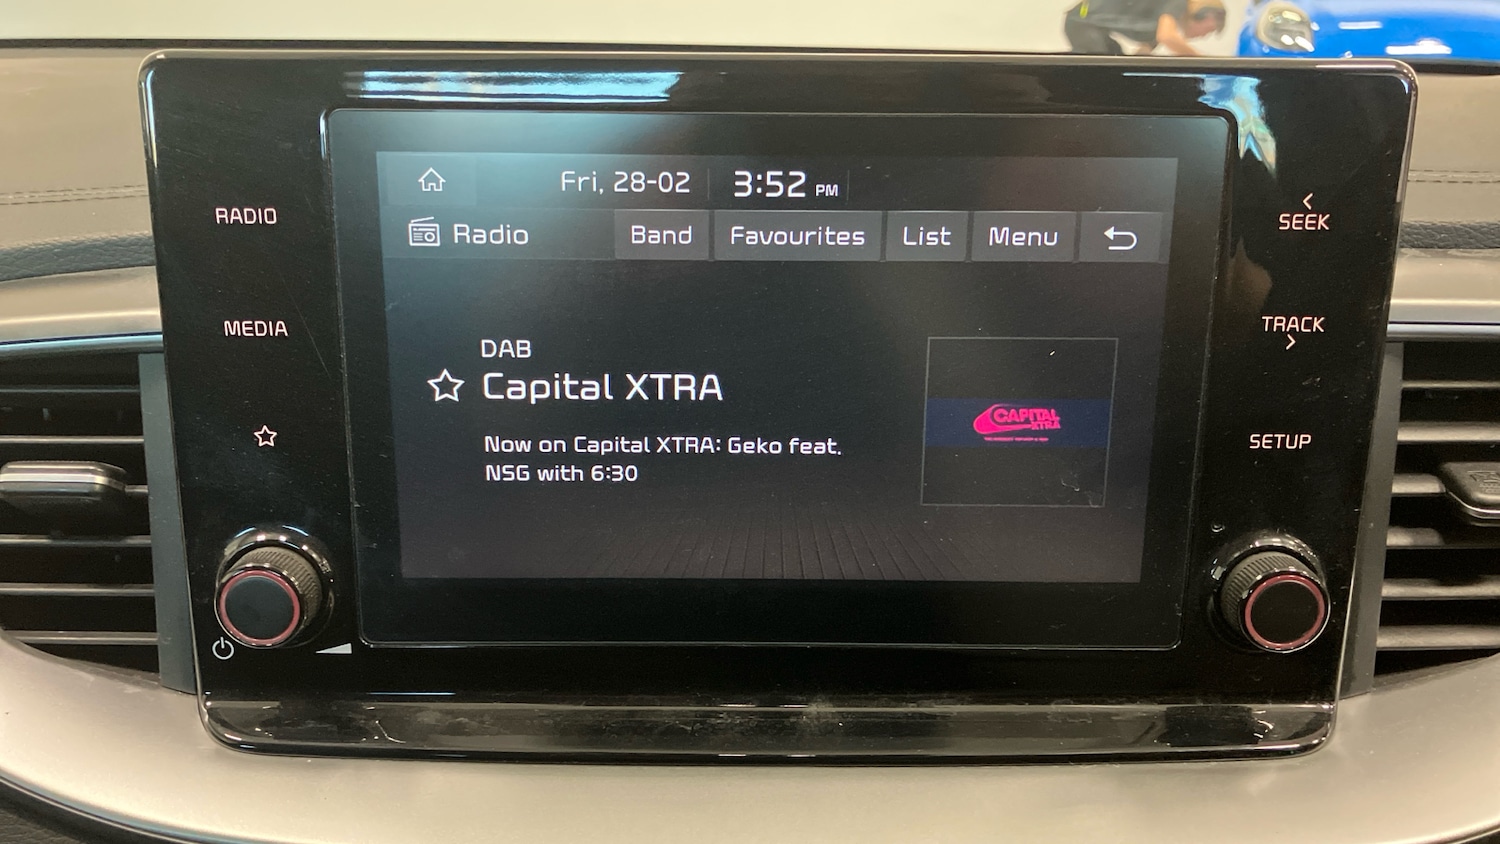 Fri, 28-02 3:52 PM
RADIO
Radio Band Favourites List Menu
SEEK
MEDIA
TRACK
DAB
Capital XTRA
Now on Capital XTRA: Geko feat.
NSG with 6:30
CAPITAL
XTRA
SETUP